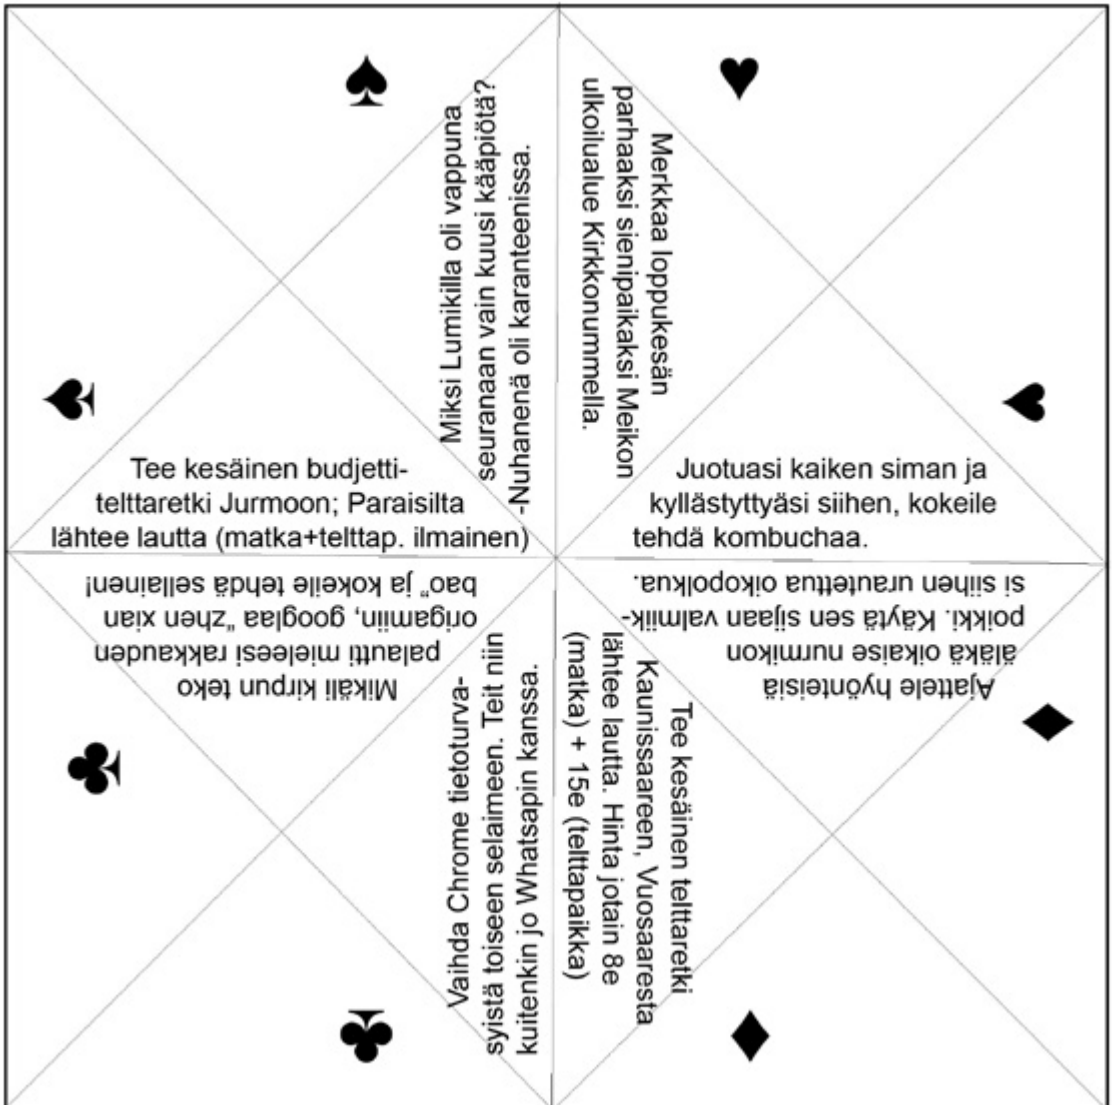 Miksi Lumikilla oli vappuna
seuranaan vain kuusi kääpiötä?
-Nuhanenä oli karanteenissa.
Merkkaa loppukesän
parhaaksi sienipaikaksi Meikon
ulkoilualue Kirkkonummella.
Tee kesäinen budjetti-
telttaretki Jurmoon; Paraisilta
lähtee lautta (matka+telttap. ilmainen)
Juotuasi kaiken siman ja
kyllästyttyäsi siihen, kokeile
tehdä kombuchaa.
Mikäli kirpun teko
palautti mieleesi rakkauden
origamiin, googlaa "zhen xian
bao" ja kokeile tehdä sellainen!
Ajattele hyönteisiä
äläkä oikaise nurmikon
poikki. Käytä sen sijaan valmiik-
si siihen urautettua oikopolkua.
Vaihda Chrome tietoturva-
syistä toiseen selaimeen. Teit niin
kuitenkin jo Whatsapin kanssa.
Tee kesäinen telttaretki
Kaunissaareen, Vuosaaresta
lähtee lautta. Hinta jotain 8e
(matka) + 15e (telttapaikka)